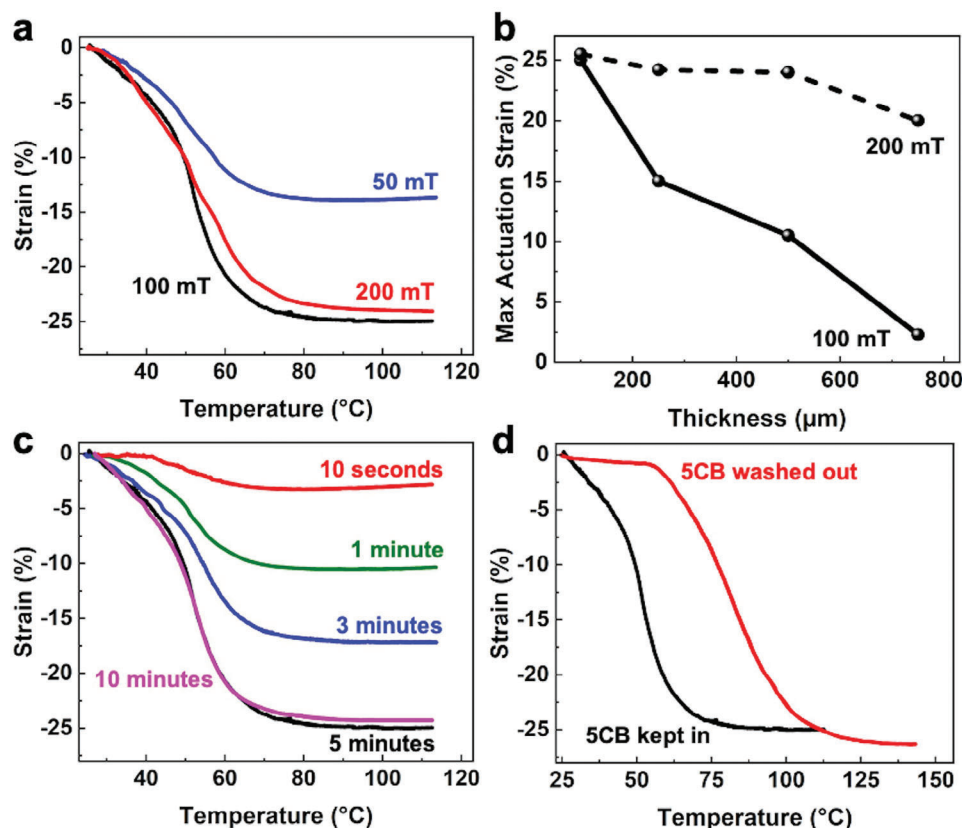 a
0
-5
-10
-15
-20
-25
Strain (%)
50 mT
100 mT
200 mT
40 60 80 100 120
Temperature (°C)
b
25
20
15
10
5
0
Max Actuation Strain (%)
200 mT
100 mT
200 400 600 800
Thickness (µm)
c
0
-5
-10
-15
-20
-25
Strain (%)
10 seconds
1 minute
3 minutes
10 minutes
5 minutes
40 60 80 100 120
Temperature (°C)
d
0
-5
-10
-15
-20
-25
Strain (%)
5CB washed out
5CB kept in
25 50 75 100 125 150
Temperature (°C)